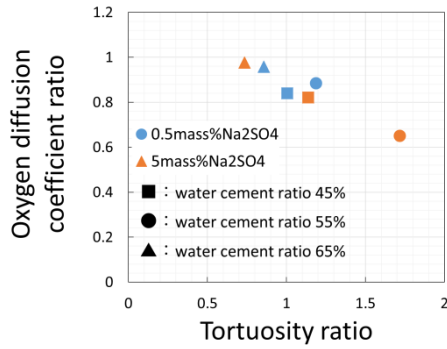 Oxygen diffusion
coefficient ratio
1.2
1
0.8
0.6
0.4
0.2
0
0.5mass%Na2SO4
5mass%Na2SO4
: water cement ratio 45%
: water cement ratio 55%
: water cement ratio 65%
0 0.5 1 1.5 2
Tortuosity ratio